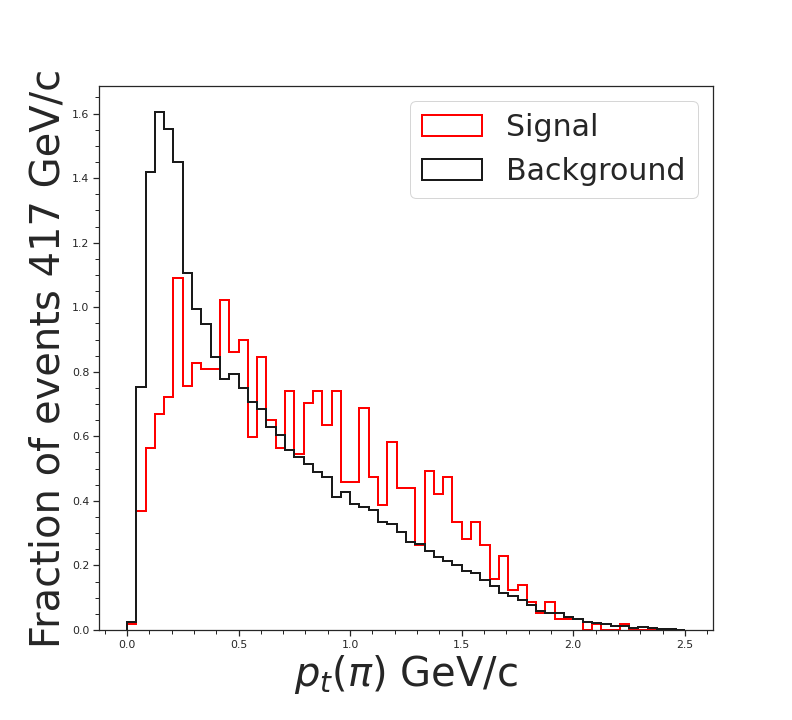 Fraction of events 417 GeV/c
1.6
1.4
1.2
1.0
0.8
0.6
0.4
0.2
0.0
Signal
Background
0.0 0.5 1.0 1.5 2.0 2.5
p_t(π) GeV/c